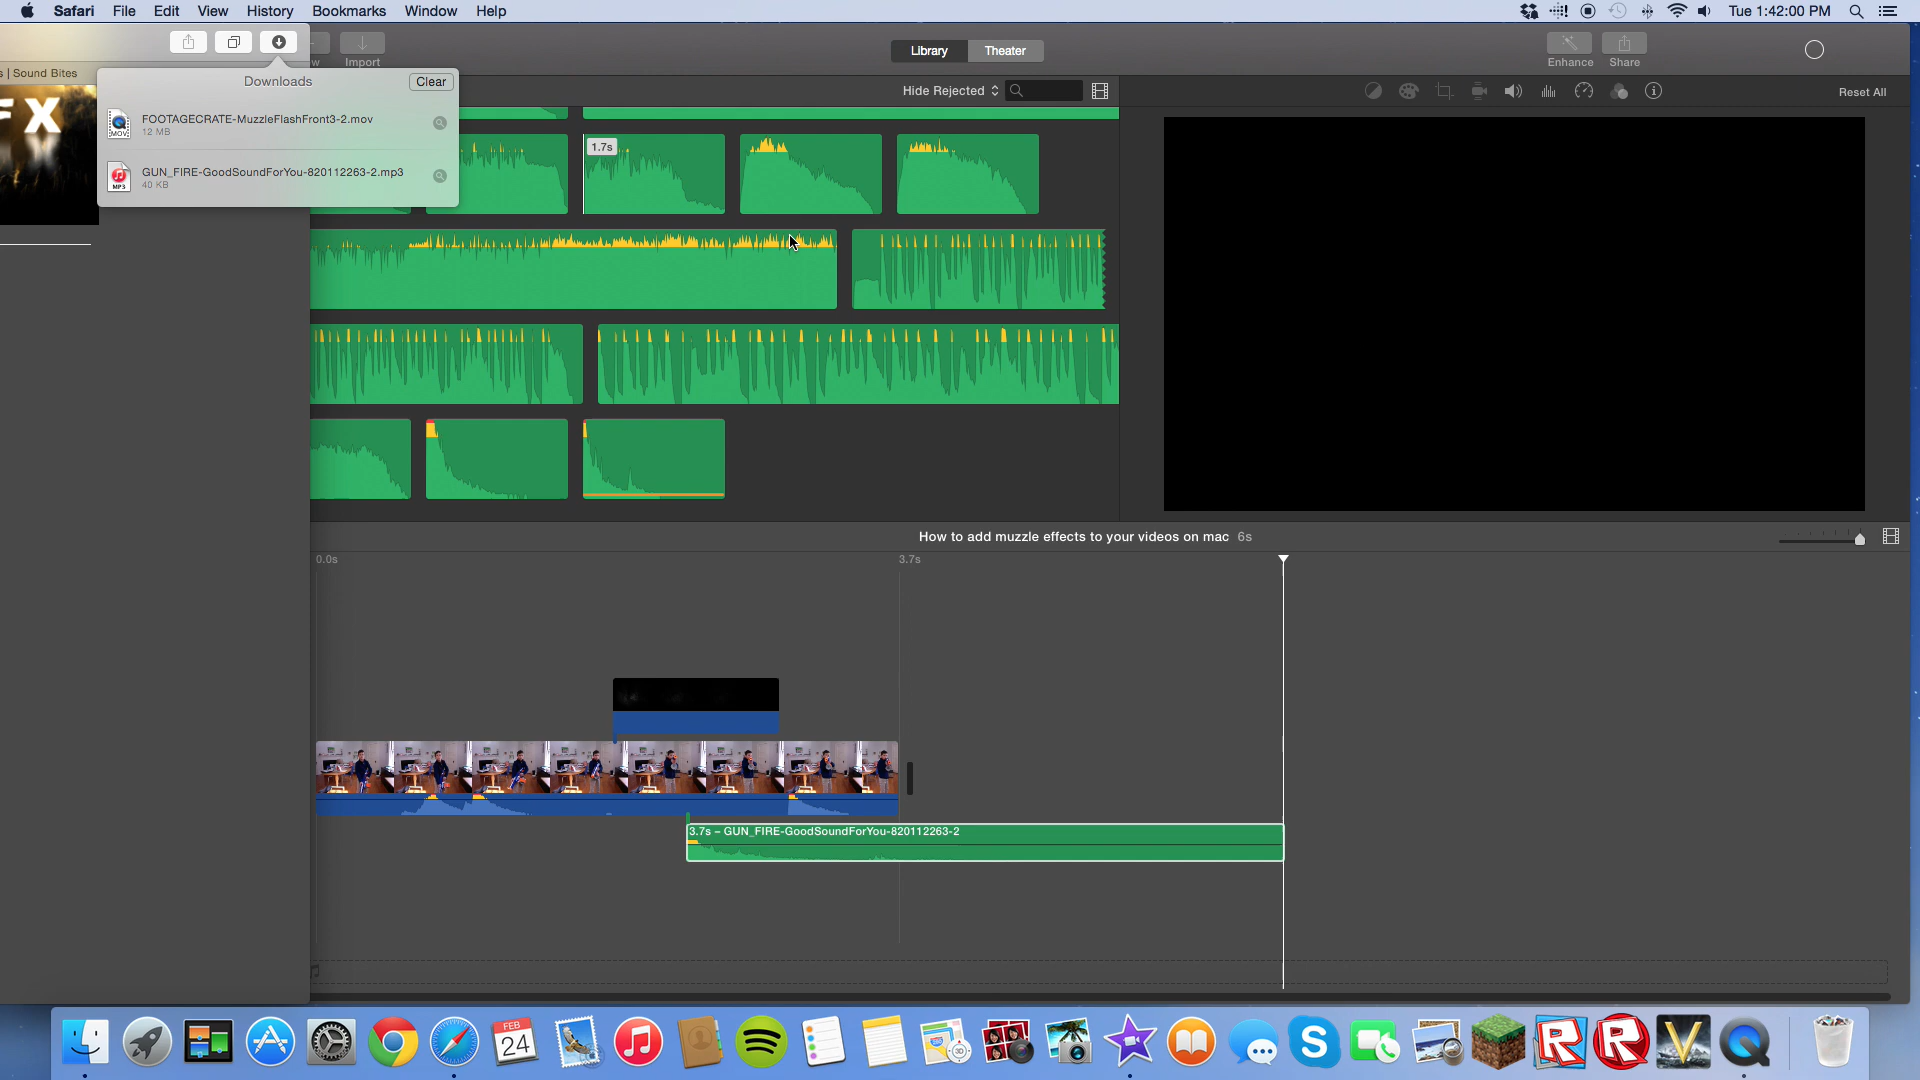 Safari File Edit View History Bookmarks Window Help
Tue 1:42:00 PM
Import
Library
Theater
Enhance
Share
s | Sound Bites
Downloads
Clear
Hide Rejected
Reset All
FX
FOOTAGECRATE-MuzzleFlashFront3-2.mov
12 MB
MOV
GUN_FIRE-GoodSoundForYou-820112263-2.mp3
40 KB
MP3
1.7s
How to add muzzle effects to your videos on mac 6s
0.0s
3.7s
3.7s – GUN_FIRE-GoodSoundForYou-820112263-2
FEB
24